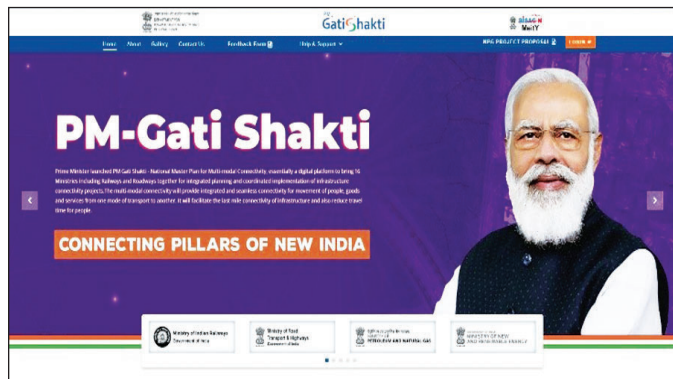 PM
GatiShakti
BISAG-N
MeitY
Home About Gallery Contact Us Feedback Form Help & Support
NPG PROJECT PROPOSAL LOGIN
PM-Gati Shakti
Prime Minister launched PM Gati Shakti - National Master Plan for Multi-modal Connectivity, essentially a digital platform to bring 16
Ministries including Railways and Roadways together for integrated planning and coordinated implementation of infrastructure
connectivity projects. The multi-modal connectivity will provide integrated and seamless connectivity for movement of people, goods
and services from one mode of transport to another. It will facilitate the last mile connectivity of infrastructure and also reduce travel
time for people.
CONNECTING PILLARS OF NEW INDIA
Ministry of Indian Railways
Government of India
Ministry of Road
Transport & Highways
Government of India
PETROLEUM AND NATURAL GAS
MINISTRY OF NEW
AND RENEWABLE ENERGY